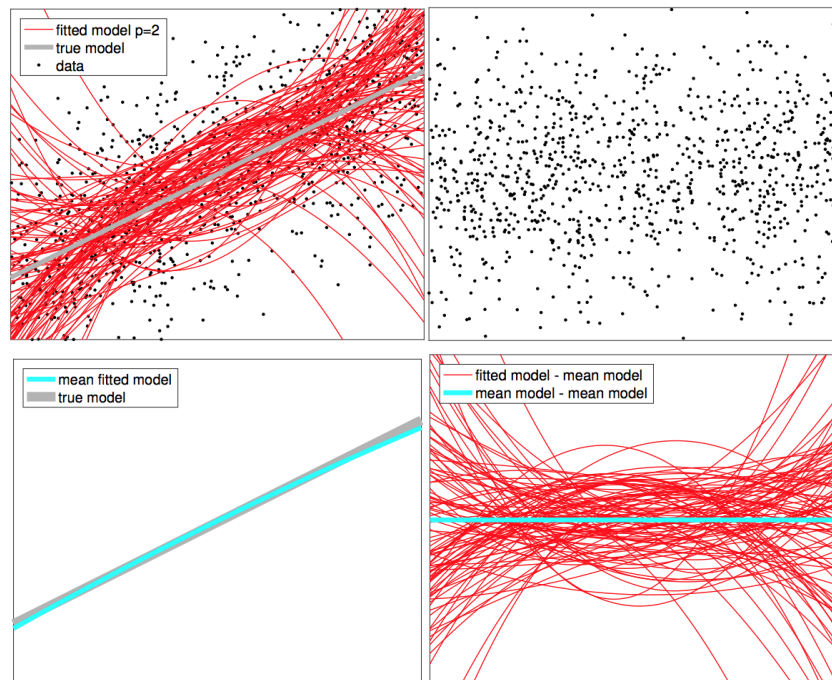 fitted model p=2
true model
data
mean fitted model
true model
fitted model - mean model
mean model - mean model